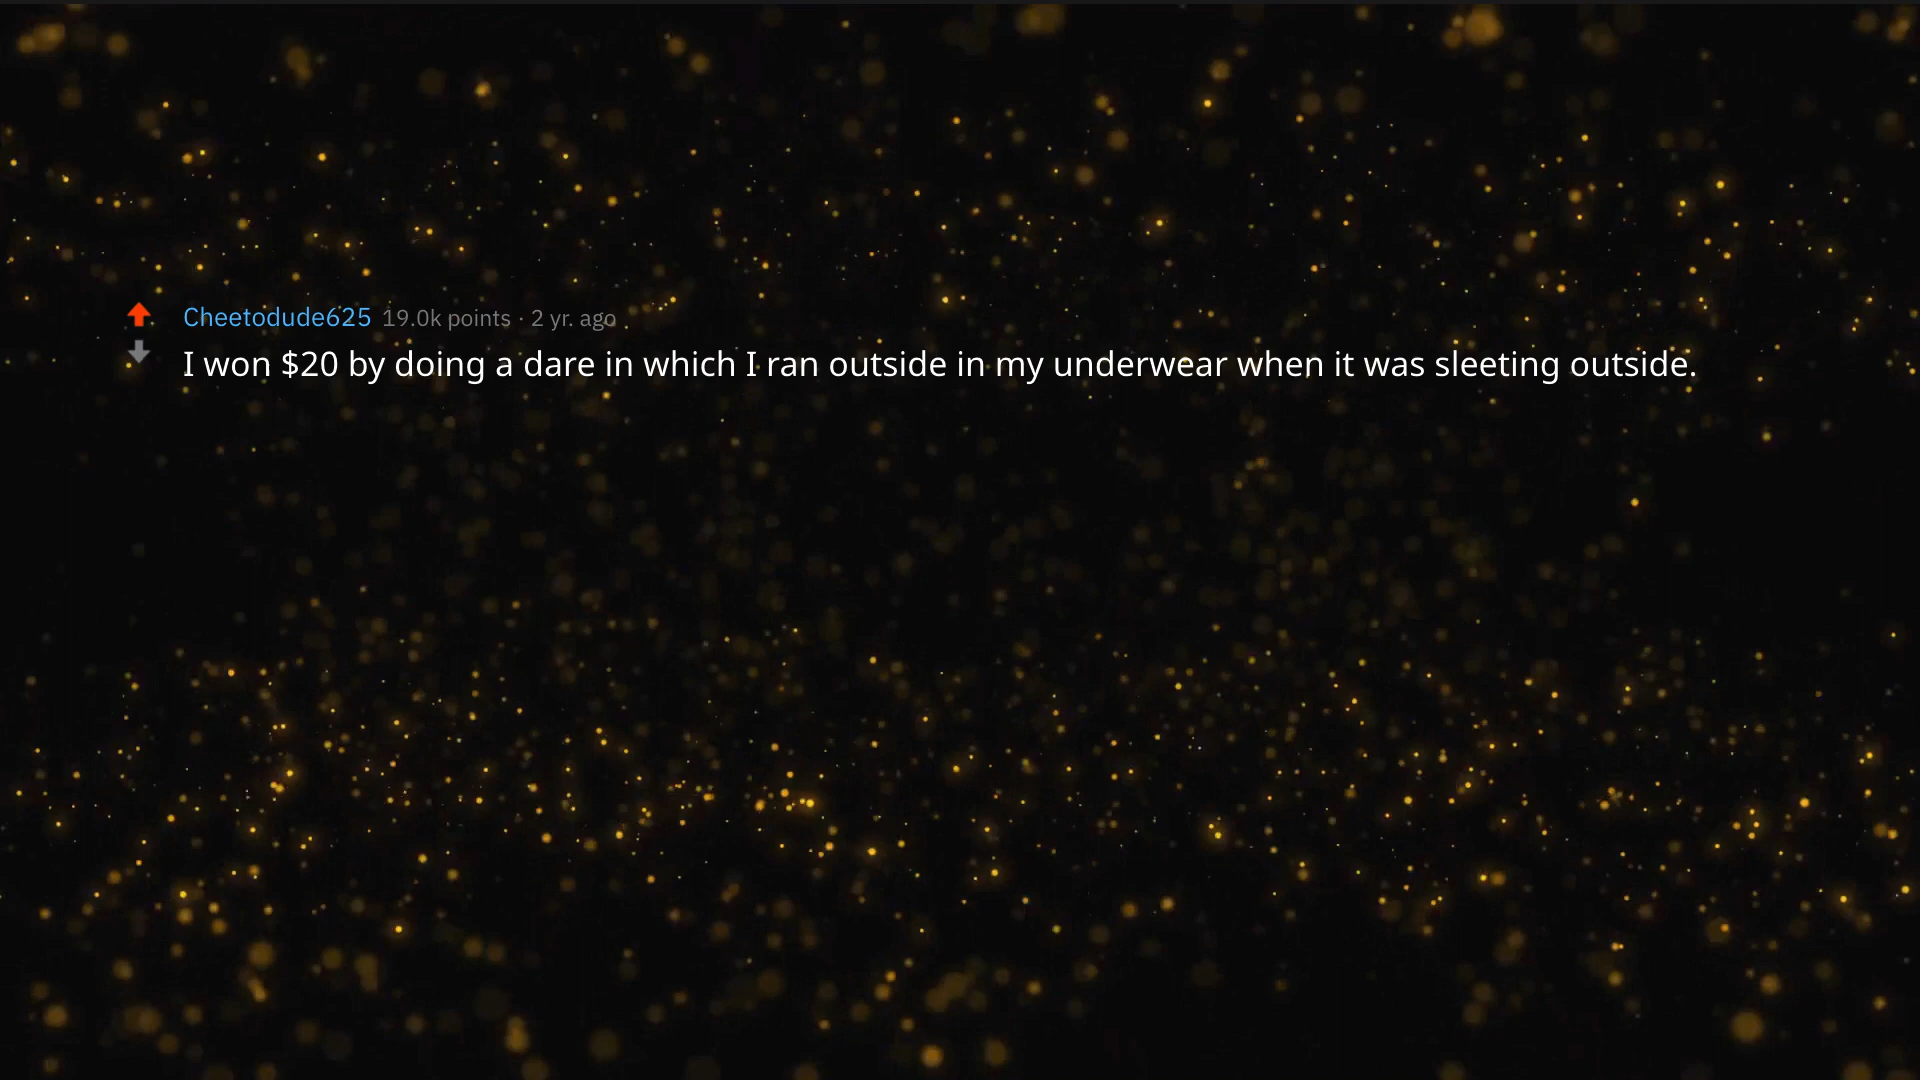 Cheetodude625 19.0k points · 2 yr. ago
I won $20 by doing a dare in which I ran outside in my underwear when it was sleeting outside.